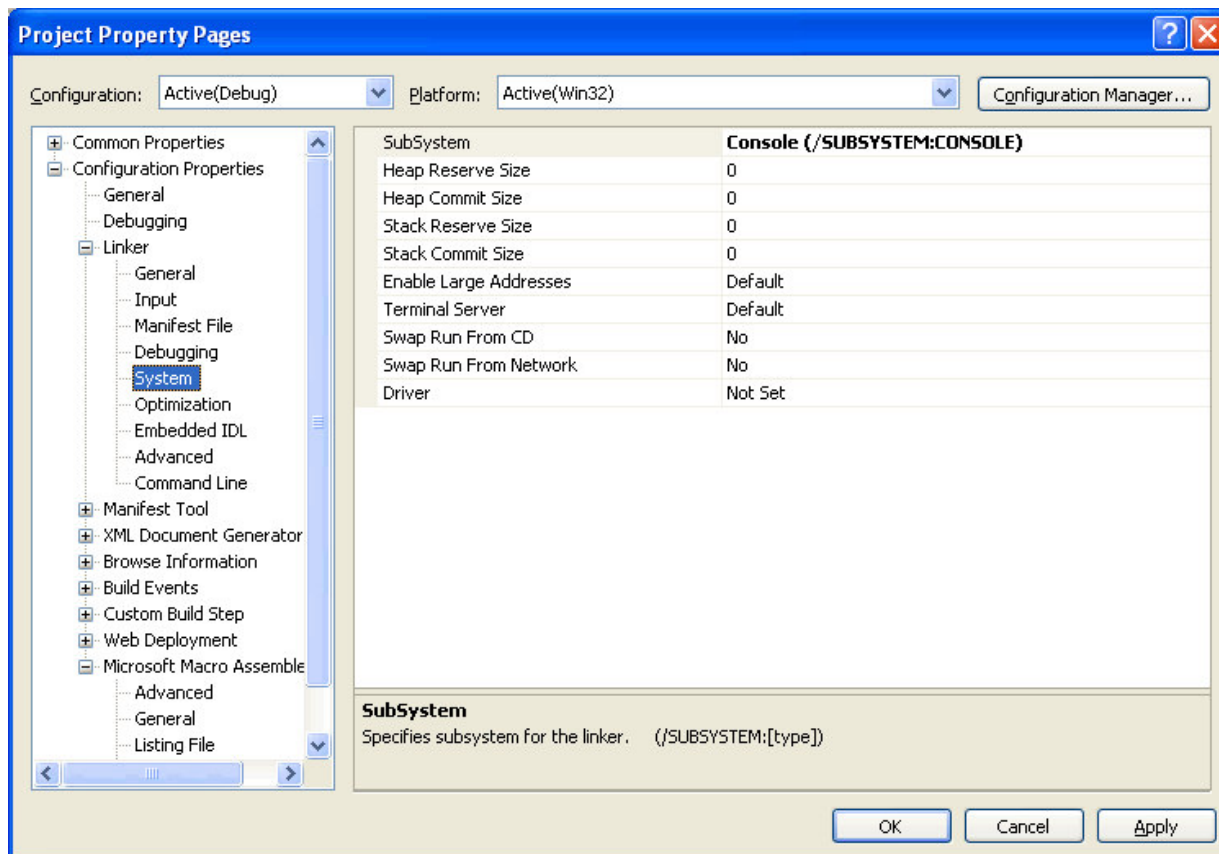 Project Property Pages
Configuration: Active(Debug) Platform: Active(Win32) Configuration Manager...
Common Properties
Configuration Properties
General
Debugging
Linker
General
Input
Manifest File
Debugging
System
Optimization
Embedded IDL
Advanced
Command Line
Manifest Tool
XML Document Generator
Browse Information
Build Events
Custom Build Step
Web Deployment
Microsoft Macro Assemble
Advanced
General
Listing File
SubSystem Console (/SUBSYSTEM:CONSOLE)
Heap Reserve Size 0
Heap Commit Size 0
Stack Reserve Size 0
Stack Commit Size 0
Enable Large Addresses Default
Terminal Server Default
Swap Run From CD No
Swap Run From Network No
Driver Not Set
SubSystem
Specifies subsystem for the linker. (/SUBSYSTEM:[type])
OK Cancel Apply